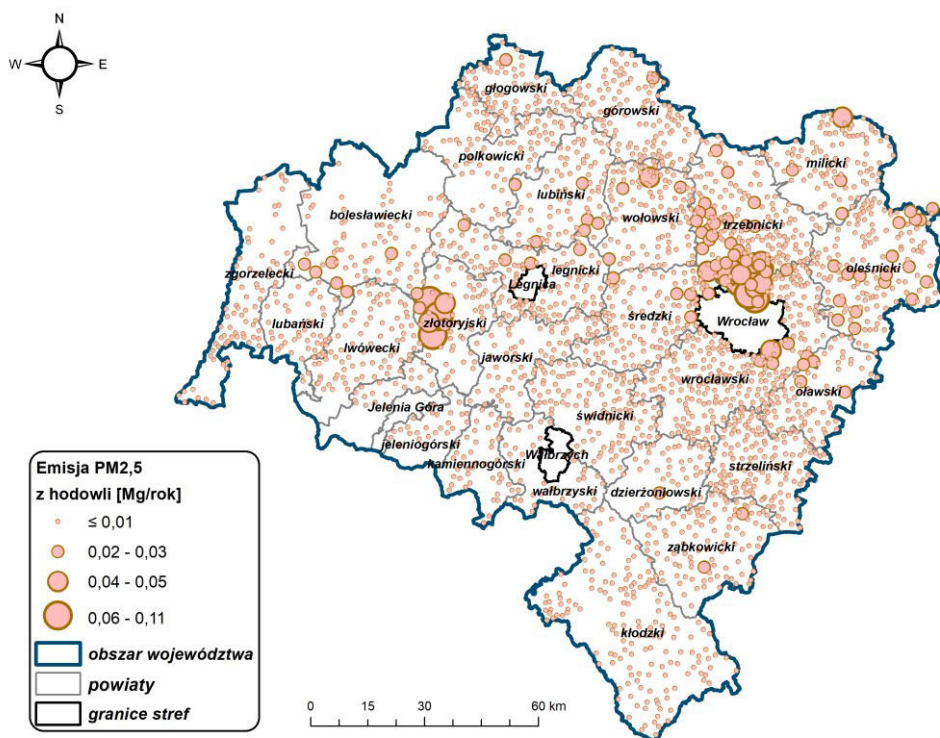 N
W
E
S
głogowski
górowski
polkowicki
milicki
lubiński
wołowski
trzebnicki
bolesławiecki
zgorzelecki
legnicki
Legnica
oleśnicki
lubański
złotoryjski
średzki
Wrocław
lwówecki
jaworski
wrocławski
oławski
Jelenia Góra
świdnicki
jeleniogórski
kamiennogórski
Wałbrzych
strzeliński
wałbrzyski
dzierżoniowski
ząbkowicki
kłodzki
Emisja PM2,5
z hodowli [Mg/rok]
≤ 0,01
0,02 - 0,03
0,04 - 0,05
0,06 - 0,11
obszar województwa
powiaty
granice stref
0 15 30 60 km